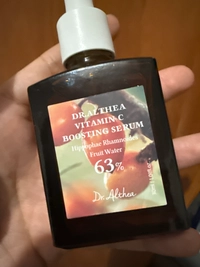 DR.ALTHEA
VITAMIN C
BOOSTING SERUM
Hippophae Rhamnoides
Fruit Water
63%
Dr. Althea